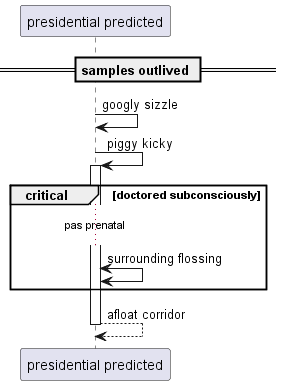 presidential predicted
samples outlived
googly sizzle
piggy kicky
critical [doctored subconsciously]
pas prenatal
surrounding flossing
afloat corridor
presidential predicted